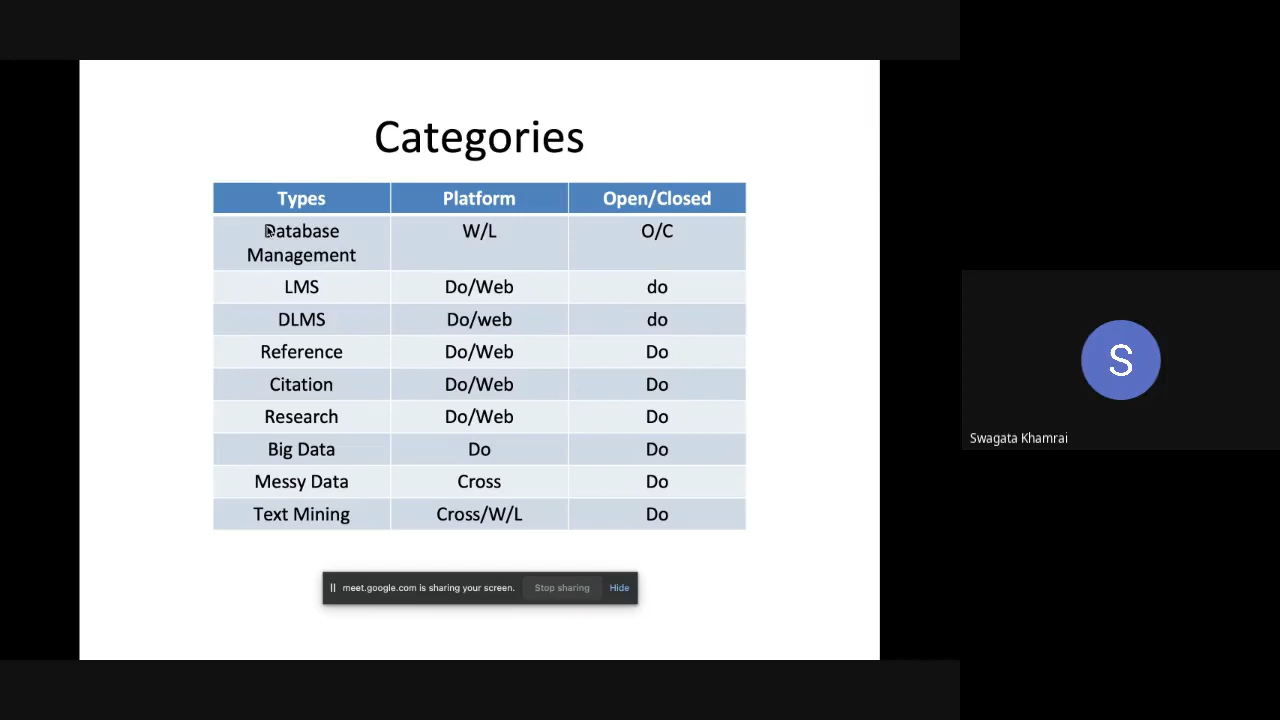 Categories
Types Platform Open/Closed
Database Management W/L O/C
LMS Do/Web do
DLMS Do/web do
Reference Do/Web Do
Citation Do/Web Do
Research Do/Web Do
Big Data Do Do
Messy Data Cross Do
Text Mining Cross/W/L Do
meet.google.com is sharing your screen. Stop sharing Hide
S
Swagata Khamrai